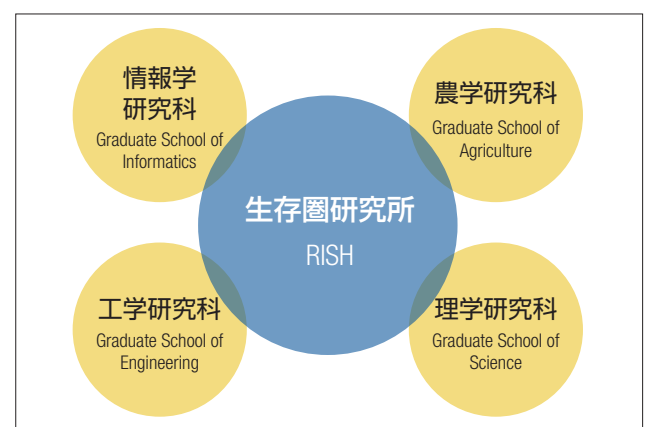 情報学
研究科
Graduate School of
Informatics
農学研究科
Graduate School of
Agriculture
生存圏研究所
RISH
工学研究科
Graduate School of
Engineering
理学研究科
Graduate School of
Science